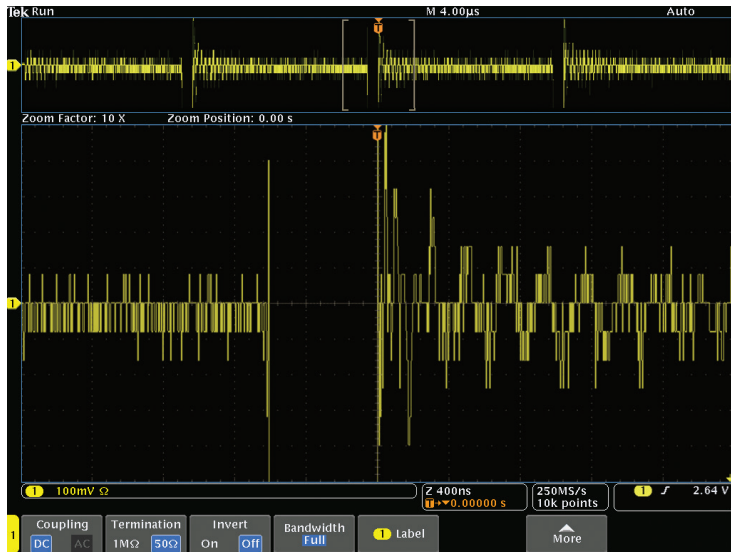 Tek Run M 4.00µs Auto
T
1
Zoom Factor: 10 X Zoom Position: 0.00 s
T
1
1 100mV Ω Z 400ns 250MS/s 1 2.64 V
T→▼0.00000 s 10k points
1
Coupling Termination Invert Bandwidth 1 Label More
DC AC 1MΩ 50Ω On Off Full